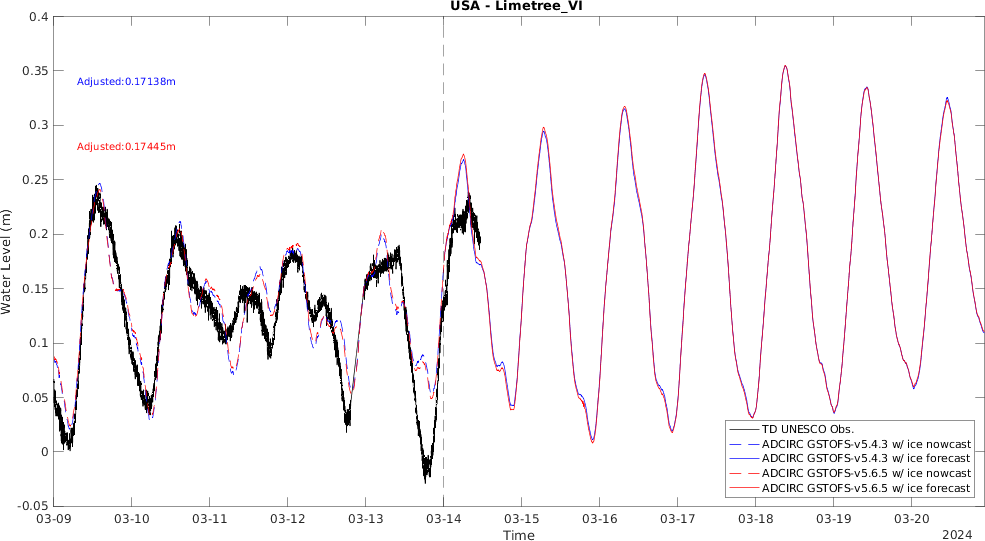 USA - Limetree_VI
0.4
0.35
Adjusted:0.17138m
0.3
Adjusted:0.17445m
0.25
0.2
Water Level (m)
0.15
0.1
0.05
0
-0.05
TD UNESCO Obs.
ADCIRC GSTOFS-v5.4.3 w/ ice nowcast
ADCIRC GSTOFS-v5.4.3 w/ ice forecast
ADCIRC GSTOFS-v5.6.5 w/ ice nowcast
ADCIRC GSTOFS-v5.6.5 w/ ice forecast
03-09 03-10 03-11 03-12 03-13 03-14 03-15 03-16 03-17 03-18 03-19 03-20
Time
2024